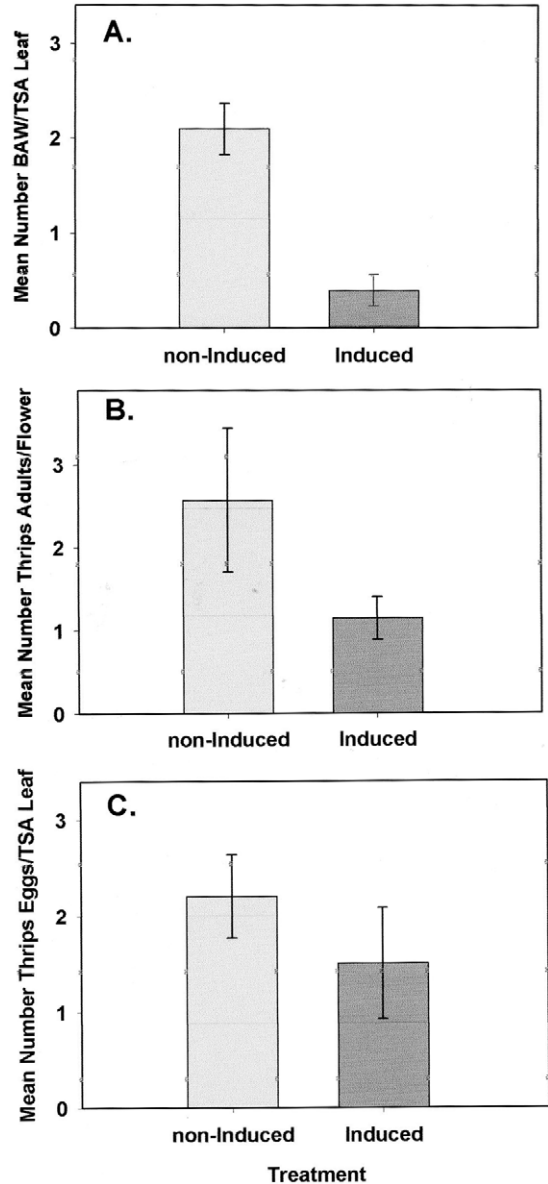 A.
Mean Number BAW/TSA Leaf
3
2
1
0
non-Induced Induced
B.
Mean Number Thrips Adults/Flower
3
2
1
0
non-Induced Induced
C.
Mean Number Thrips Eggs/TSA Leaf
3
2
1
0
non-Induced Induced
Treatment